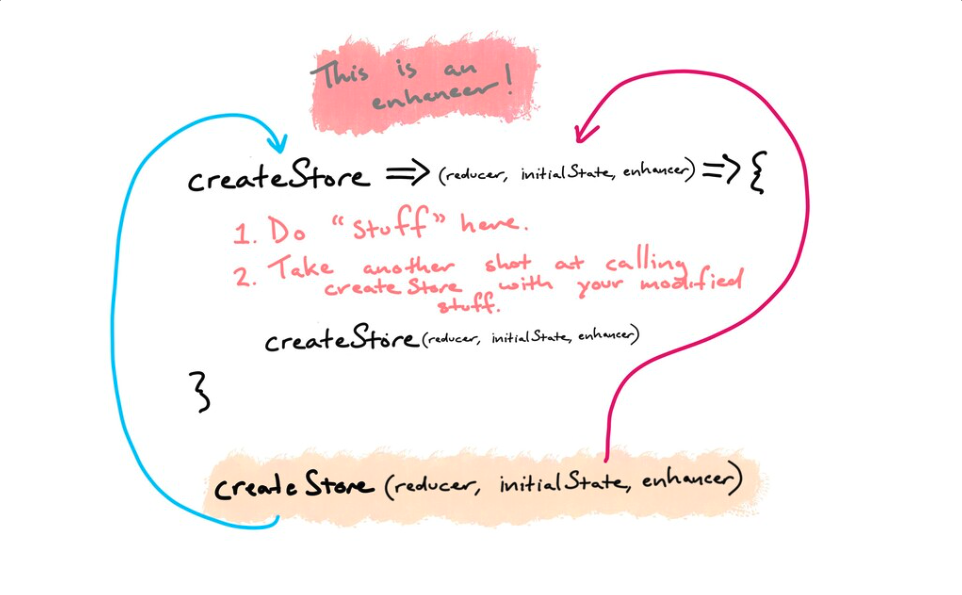 This is an
enhancer!
createStore => (reducer, initialState, enhancer) => {
1. Do "stuff" here.
2. Take another shot at calling
createStore with your modified
stuff.
createStore(reducer, initialState, enhancer)
}
createStore (reducer, initialState, enhancer)